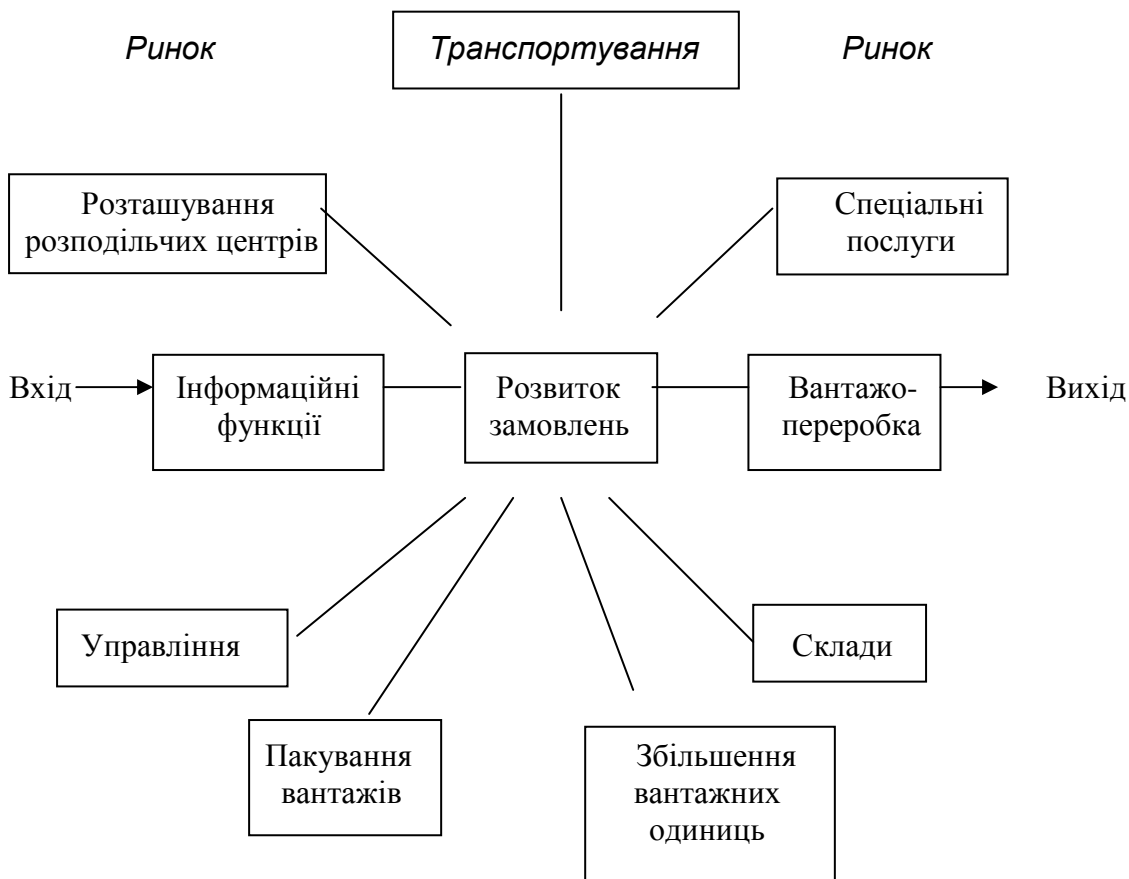 Ринок
Транспортування
Ринок
Розташування
розподільчих центрів
Спеціальні
послуги
Вхід
Інформаційні
функції
Розвиток
замовлень
Вантажо-
переробка
Вихід
Управління
Склади
Пакування
вантажів
Збільшення
вантажних
одиниць